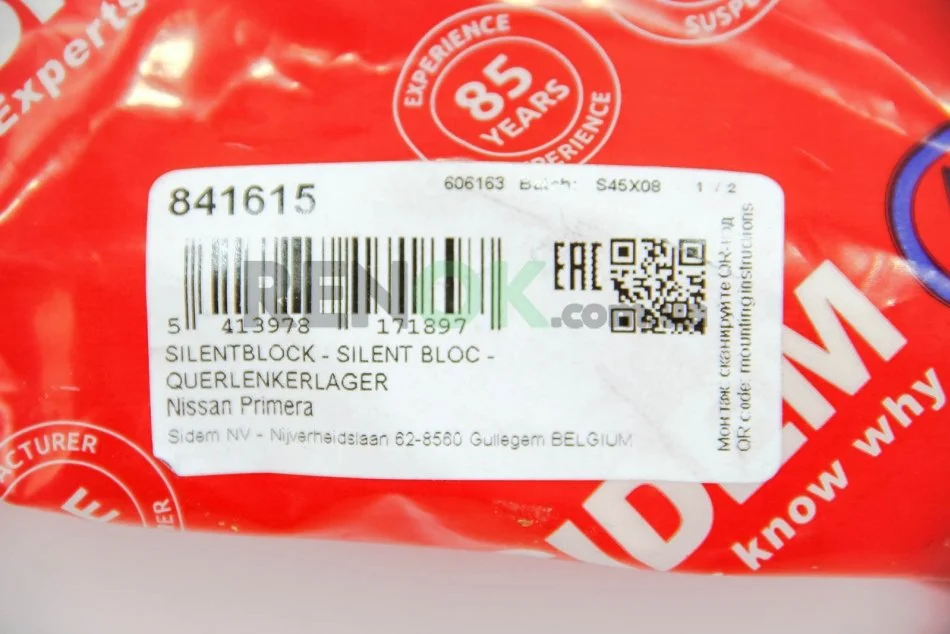 Experts
SUSPE
EXPERIENCE
85
YEARS
EXPERIENCE
841615
606163 Batch: S45X08 1 / 2
EAC
5 413978 171897
RENOK.com
SILENTBLOCK - SILENT BLOC -
QUERLENKERLAGER
Nissan Primera
Sidem NV - Nijverheidslaan 62-8560 Gullegem BELGIUM
Монтаж: сканируйте QR-код
QR code: mounting instructions
ACTURER
IDEM
know why